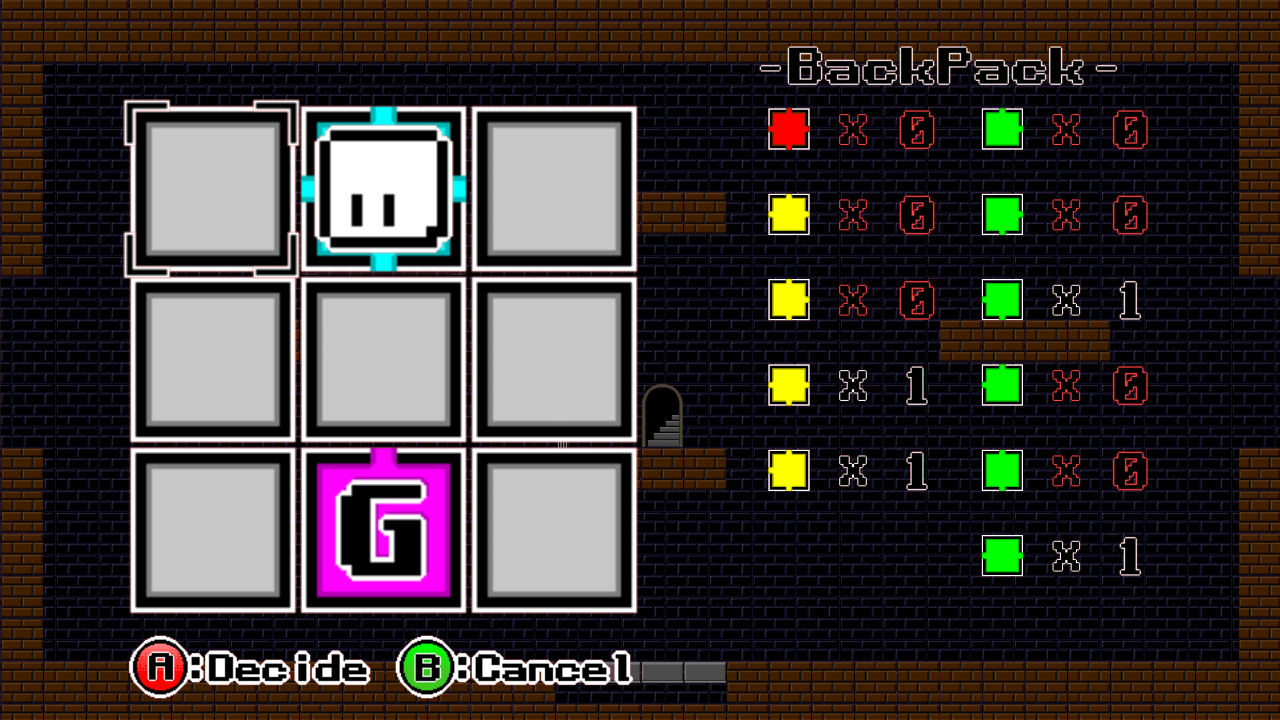 -BackPack-
X 0 X 0
X 0 X 0
X 0 X 1
X 1 X 0
X 1 X 0
G
X 1
A:Decide B:Cancel